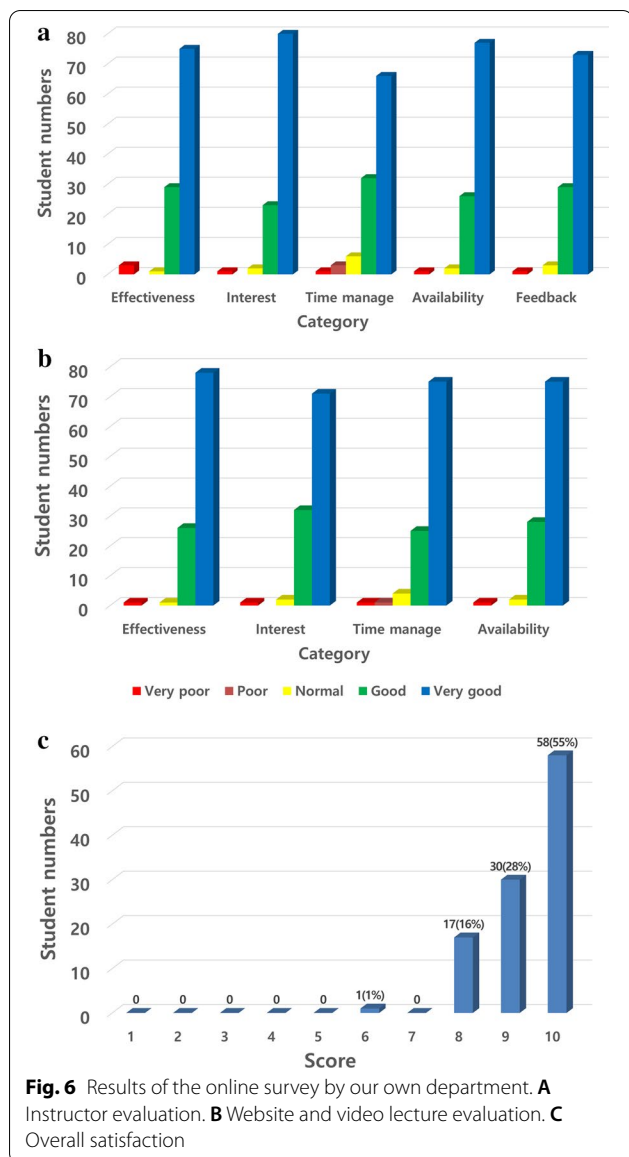 a
80
70
60
50
40
30
20
10
0
Student numbers
Effectiveness Interest Time manage Availability Feedback
Category
b
80
70
60
50
40
30
20
10
0
Student numbers
Effectiveness Interest Time manage Availability
Category
Very poor Poor Normal Good Very good
c
60
50
40
30
20
10
0
Student numbers
0 0 0 0 0 1(1%) 0 17(16%) 30(28%) 58(55%)
1 2 3 4 5 6 7 8 9 10
Score
Fig. 6 Results of the online survey by our own department. A
Instructor evaluation. B Website and video lecture evaluation. C
Overall satisfaction